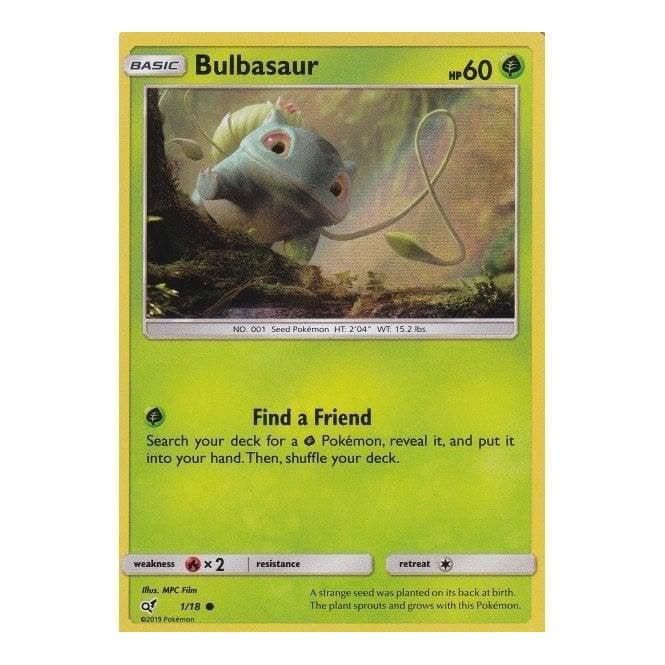 BASIC Bulbasaur HP60
NO. 001 Seed Pokémon HT: 2'04" WT: 15.2 lbs.
Find a Friend
Search your deck for a Pokémon, reveal it, and put it
into your hand. Then, shuffle your deck.
weakness × 2 resistance retreat
Illus. MPC Film
1/18
©2019 Pokémon
A strange seed was planted on its back at birth.
The plant sprouts and grows with this Pokémon.